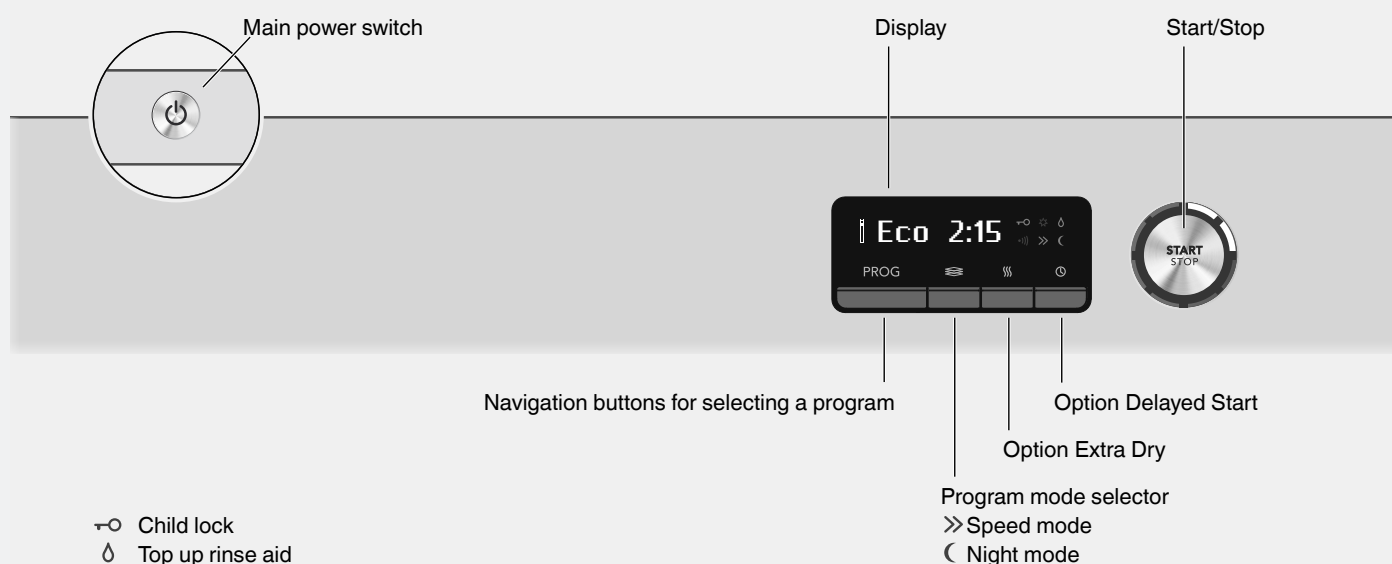 Main power switch
Display
Start/Stop
Eco 2:15
PROG
START
STOP
Navigation buttons for selecting a program
Option Delayed Start
Option Extra Dry
Program mode selector
Child lock
Speed mode
Top up rinse aid
Night mode